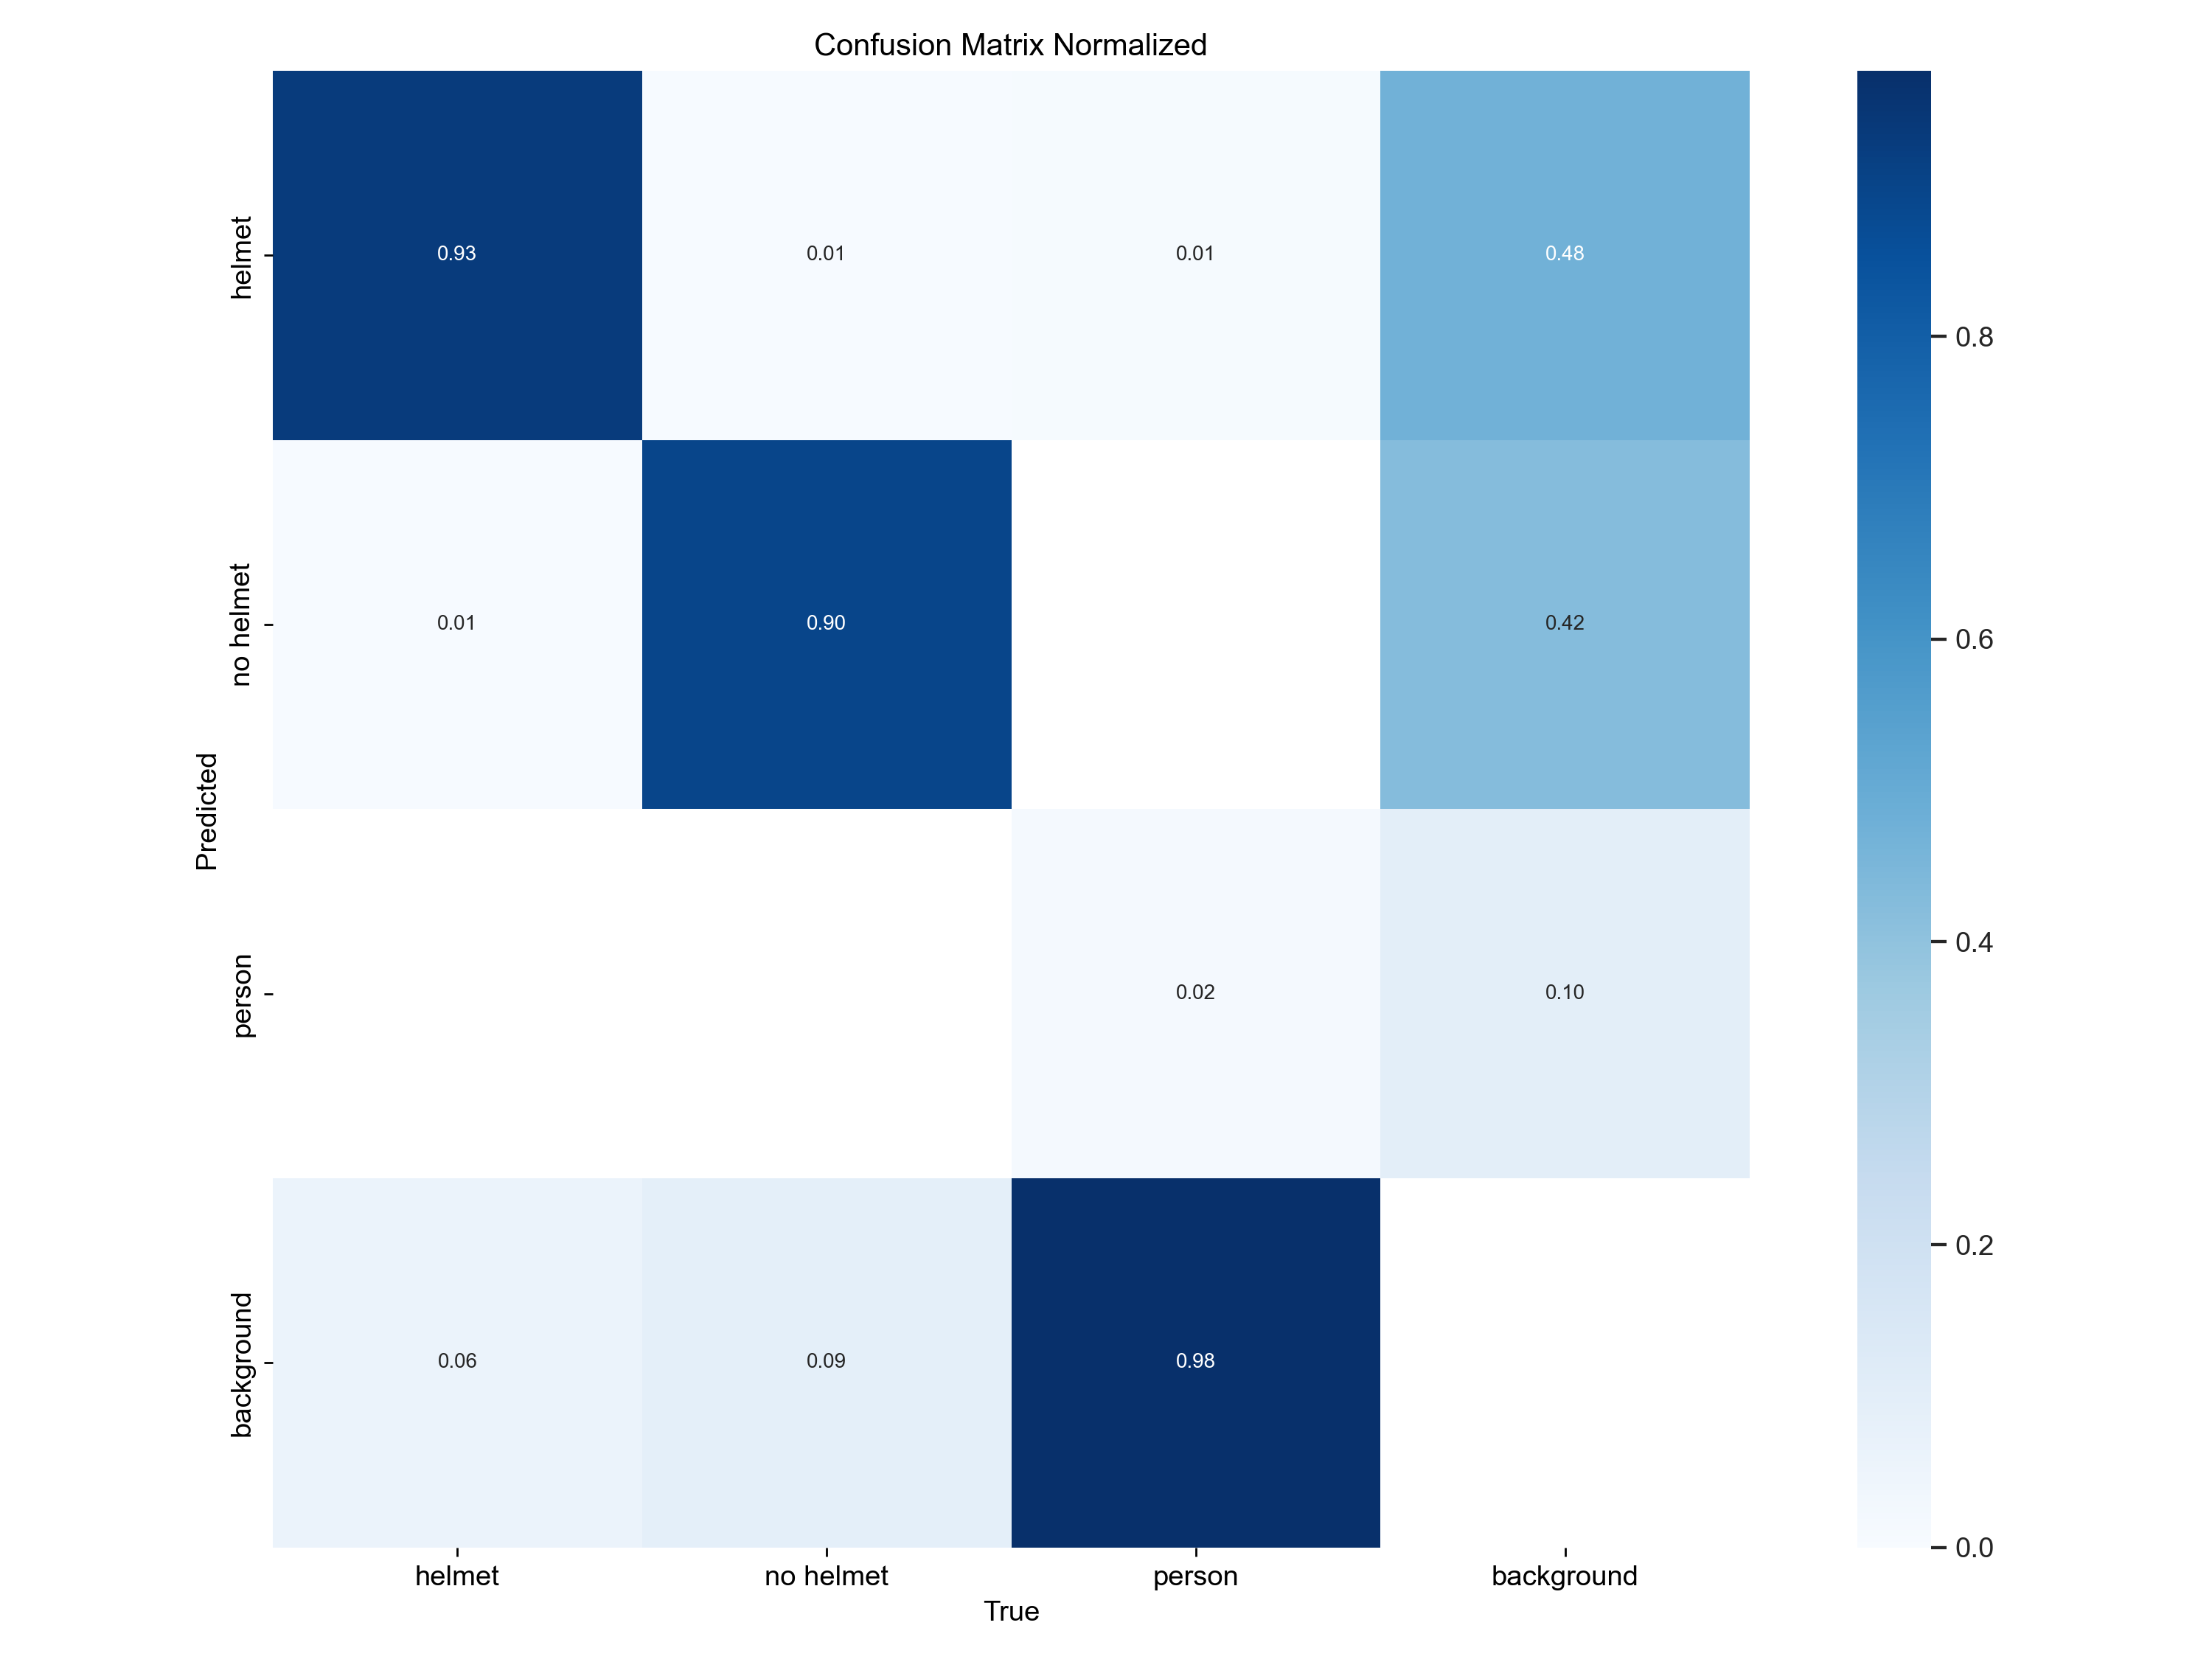 Confusion Matrix Normalized
helmet
0.93
0.01
0.01
0.48
no helmet
0.01
0.90
0.42
person
0.02
0.10
background
0.06
0.09
0.98
Predicted
helmet
no helmet
person
background
True
0.8
0.6
0.4
0.2
0.0